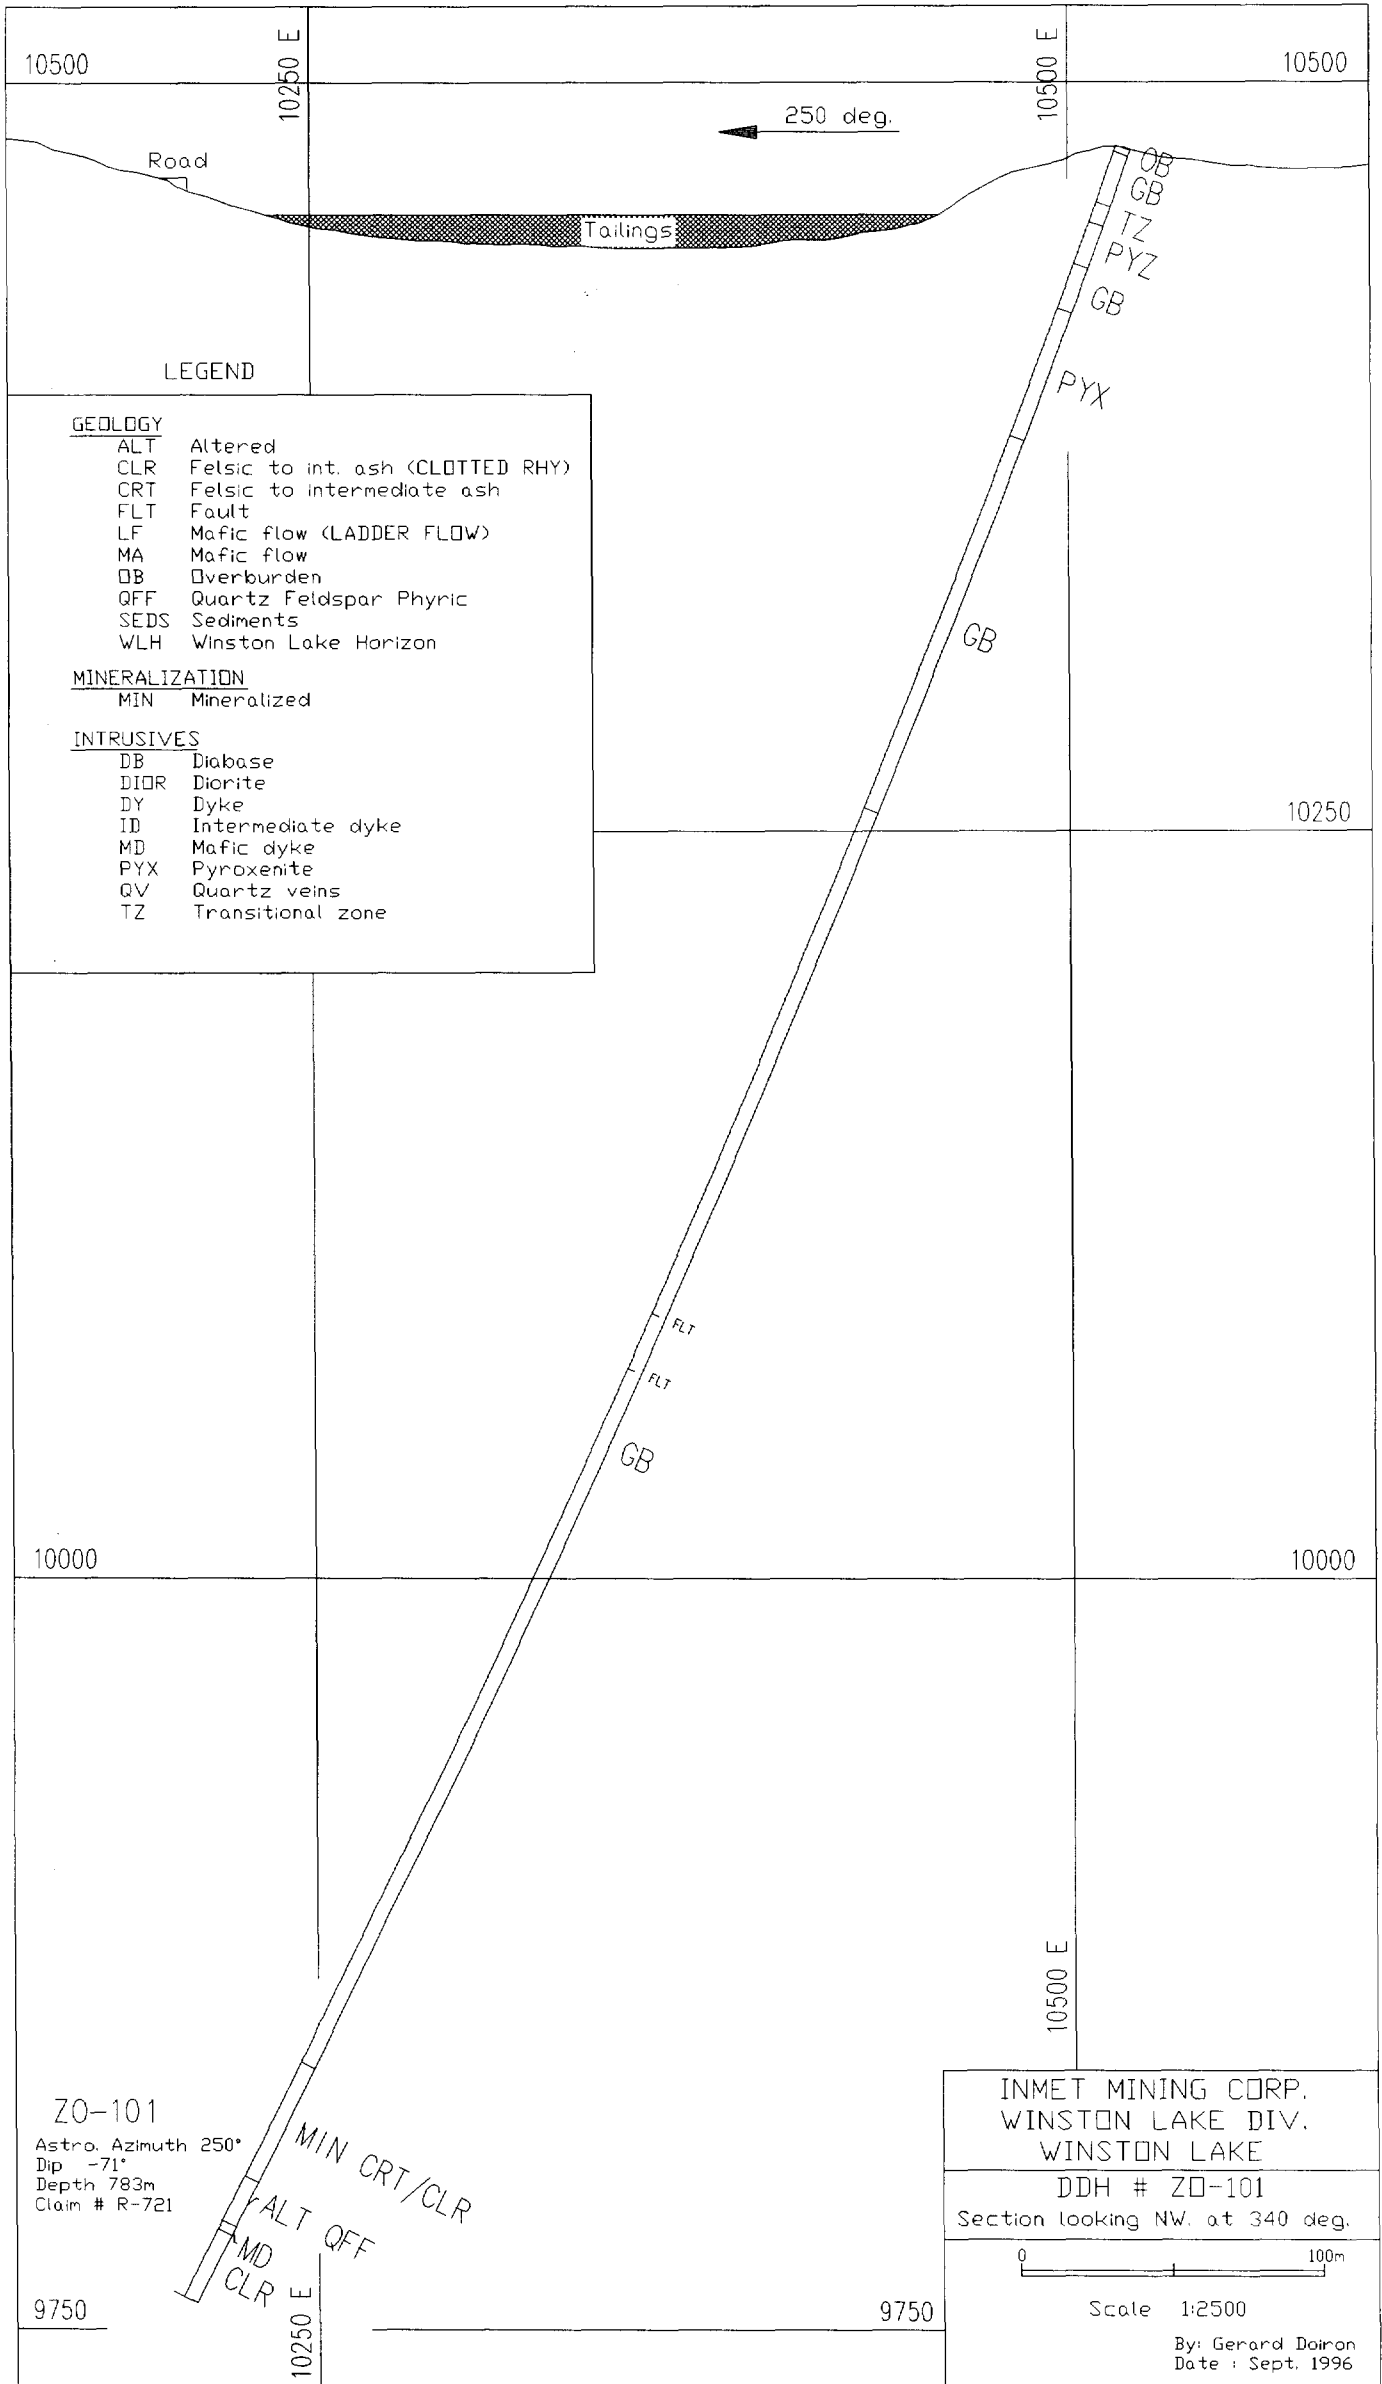 10500
10250 E
10500 E
10500
250 deg.
Road
Tailings
OB
GB
TZ
PYZ
GB
PYX
GB
LEGEND
GEOLOGY
ALT Altered
CLR Felsic to int. ash (CLOTTED RHY)
CRT Felsic to intermediate ash
FLT Fault
LF Mafic flow (LADDER FLOW)
MA Mafic flow
OB Overburden
QFF Quartz Feldspar Phyric
SEDS Sediments
WLH Winston Lake Horizon
MINERALIZATION
MIN Mineralized
INTRUSIVES
DB Diabase
DIOR Diorite
DY Dyke
ID Intermediate dyke
MD Mafic dyke
PYX Pyroxenite
QV Quartz veins
TZ Transitional zone
10250
FLT
FLT
GB
10000
10000
10500 E
ZO-101
Astro. Azimuth 250°
Dip -71°
Depth 783m
Claim # R-721
MIN CRT/CLR
ALT QFF
MD
CLR
9750
10250 E
9750
INMET MINING CORP.
WINSTON LAKE DIV.
WINSTON LAKE
DDH # ZO-101
Section looking NW. at 340 deg.
0 100m
Scale 1:2500
By: Gerard Doiron
Date : Sept. 1996